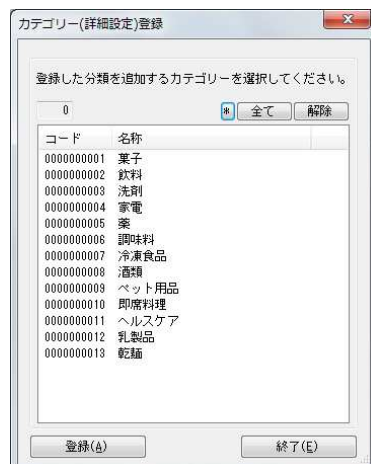 カテゴリー(詳細設定)登録
登録した分類を追加するカテゴリーを選択してください。
0 * 全て 解除
コード 名称
0000000001 菓子
0000000002 飲料
0000000003 洗剤
0000000004 家電
0000000005 薬
0000000006 調味料
0000000007 冷凍食品
0000000008 酒類
0000000009 ペット用品
0000000010 即席料理
0000000011 ヘルスケア
0000000012 乳製品
0000000013 乾麺
登録(A) 終了(E)